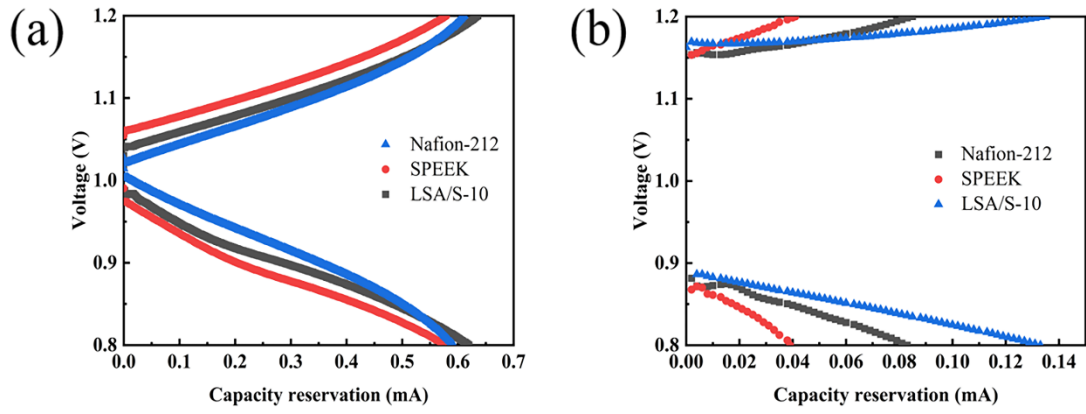 (a)
1.2
1.1
1.0
0.9
0.8
Voltage (V)
Nafion-212
SPEEK
LSA/S-10
0.0 0.1 0.2 0.3 0.4 0.5 0.6 0.7
Capacity reservation (mA)
(b)
1.2
1.1
1.0
0.9
0.8
Voltage (V)
Nafion-212
SPEEK
LSA/S-10
0.00 0.02 0.04 0.06 0.08 0.10 0.12 0.14
Capacity reservation (mA)